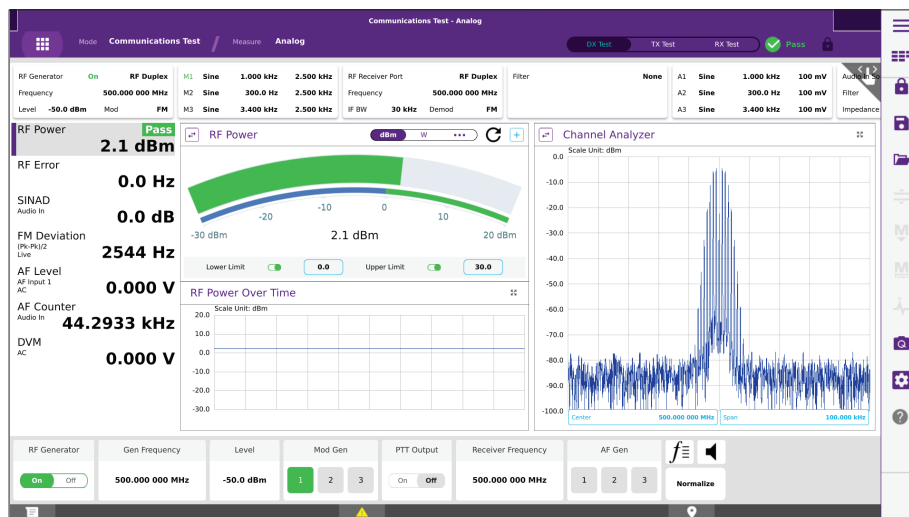 Communications Test - Analog
Mode Communications Test / Measure Analog DX Test TX Test RX Test Pass
RF Generator On RF Duplex
Frequency 500.000 000 MHz
Level -50.0 dBm Mod FM
M1 Sine 1.000 kHz 2.500 kHz
M2 Sine 300.0 Hz 2.500 kHz
M3 Sine 3.400 kHz 2.500 kHz
RF Receiver Port RF Duplex
Frequency 500.000 000 MHz
IF BW 30 kHz Demod FM
Filter None
A1 Sine 1.000 kHz 100 mV
A2 Sine 300.0 Hz 100 mV
A3 Sine 3.400 kHz 100 mV
Audio In So
Filter
Impedance
RF Power Pass
2.1 dBm
RF Error
0.0 Hz
SINAD
Audio In
0.0 dB
FM Deviation
(Pk-Pk)/2
Live
2544 Hz
AF Level
AF Input 1
AC
0.000 V
AF Counter
Audio In
44.2933 kHz
DVM
AC
0.000 V
RF Power dBm W •••
-30 dBm -20 -10 0 10 20 dBm
2.1 dBm
Lower Limit 0.0 Upper Limit 30.0
RF Power Over Time
Scale Unit: dBm
20.0
10.0
0.0
-10.0
-20.0
-30.0
Channel Analyzer
Scale Unit: dBm
0.0
-10.0
-20.0
-30.0
-40.0
-50.0
-60.0
-70.0
-80.0
-90.0
-100.0
Center 500.000 000 MHz Span 100.000 kHz
RF Generator
On Off
Gen Frequency
500.000 000 MHz
Level
-50.0 dBm
Mod Gen
1 2 3
PTT Output
On Off
Receiver Frequency
500.000 000 MHz
AF Gen
1 2 3
f
Normalize
M
M
Q
?